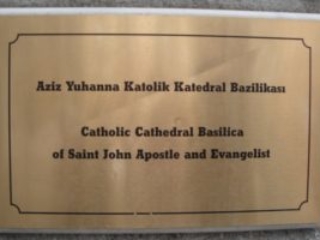 Aziz Yuhanna Katolik Katedral Bazilikası
Catholic Cathedral Basilica
of Saint John Apostle and Evangelist